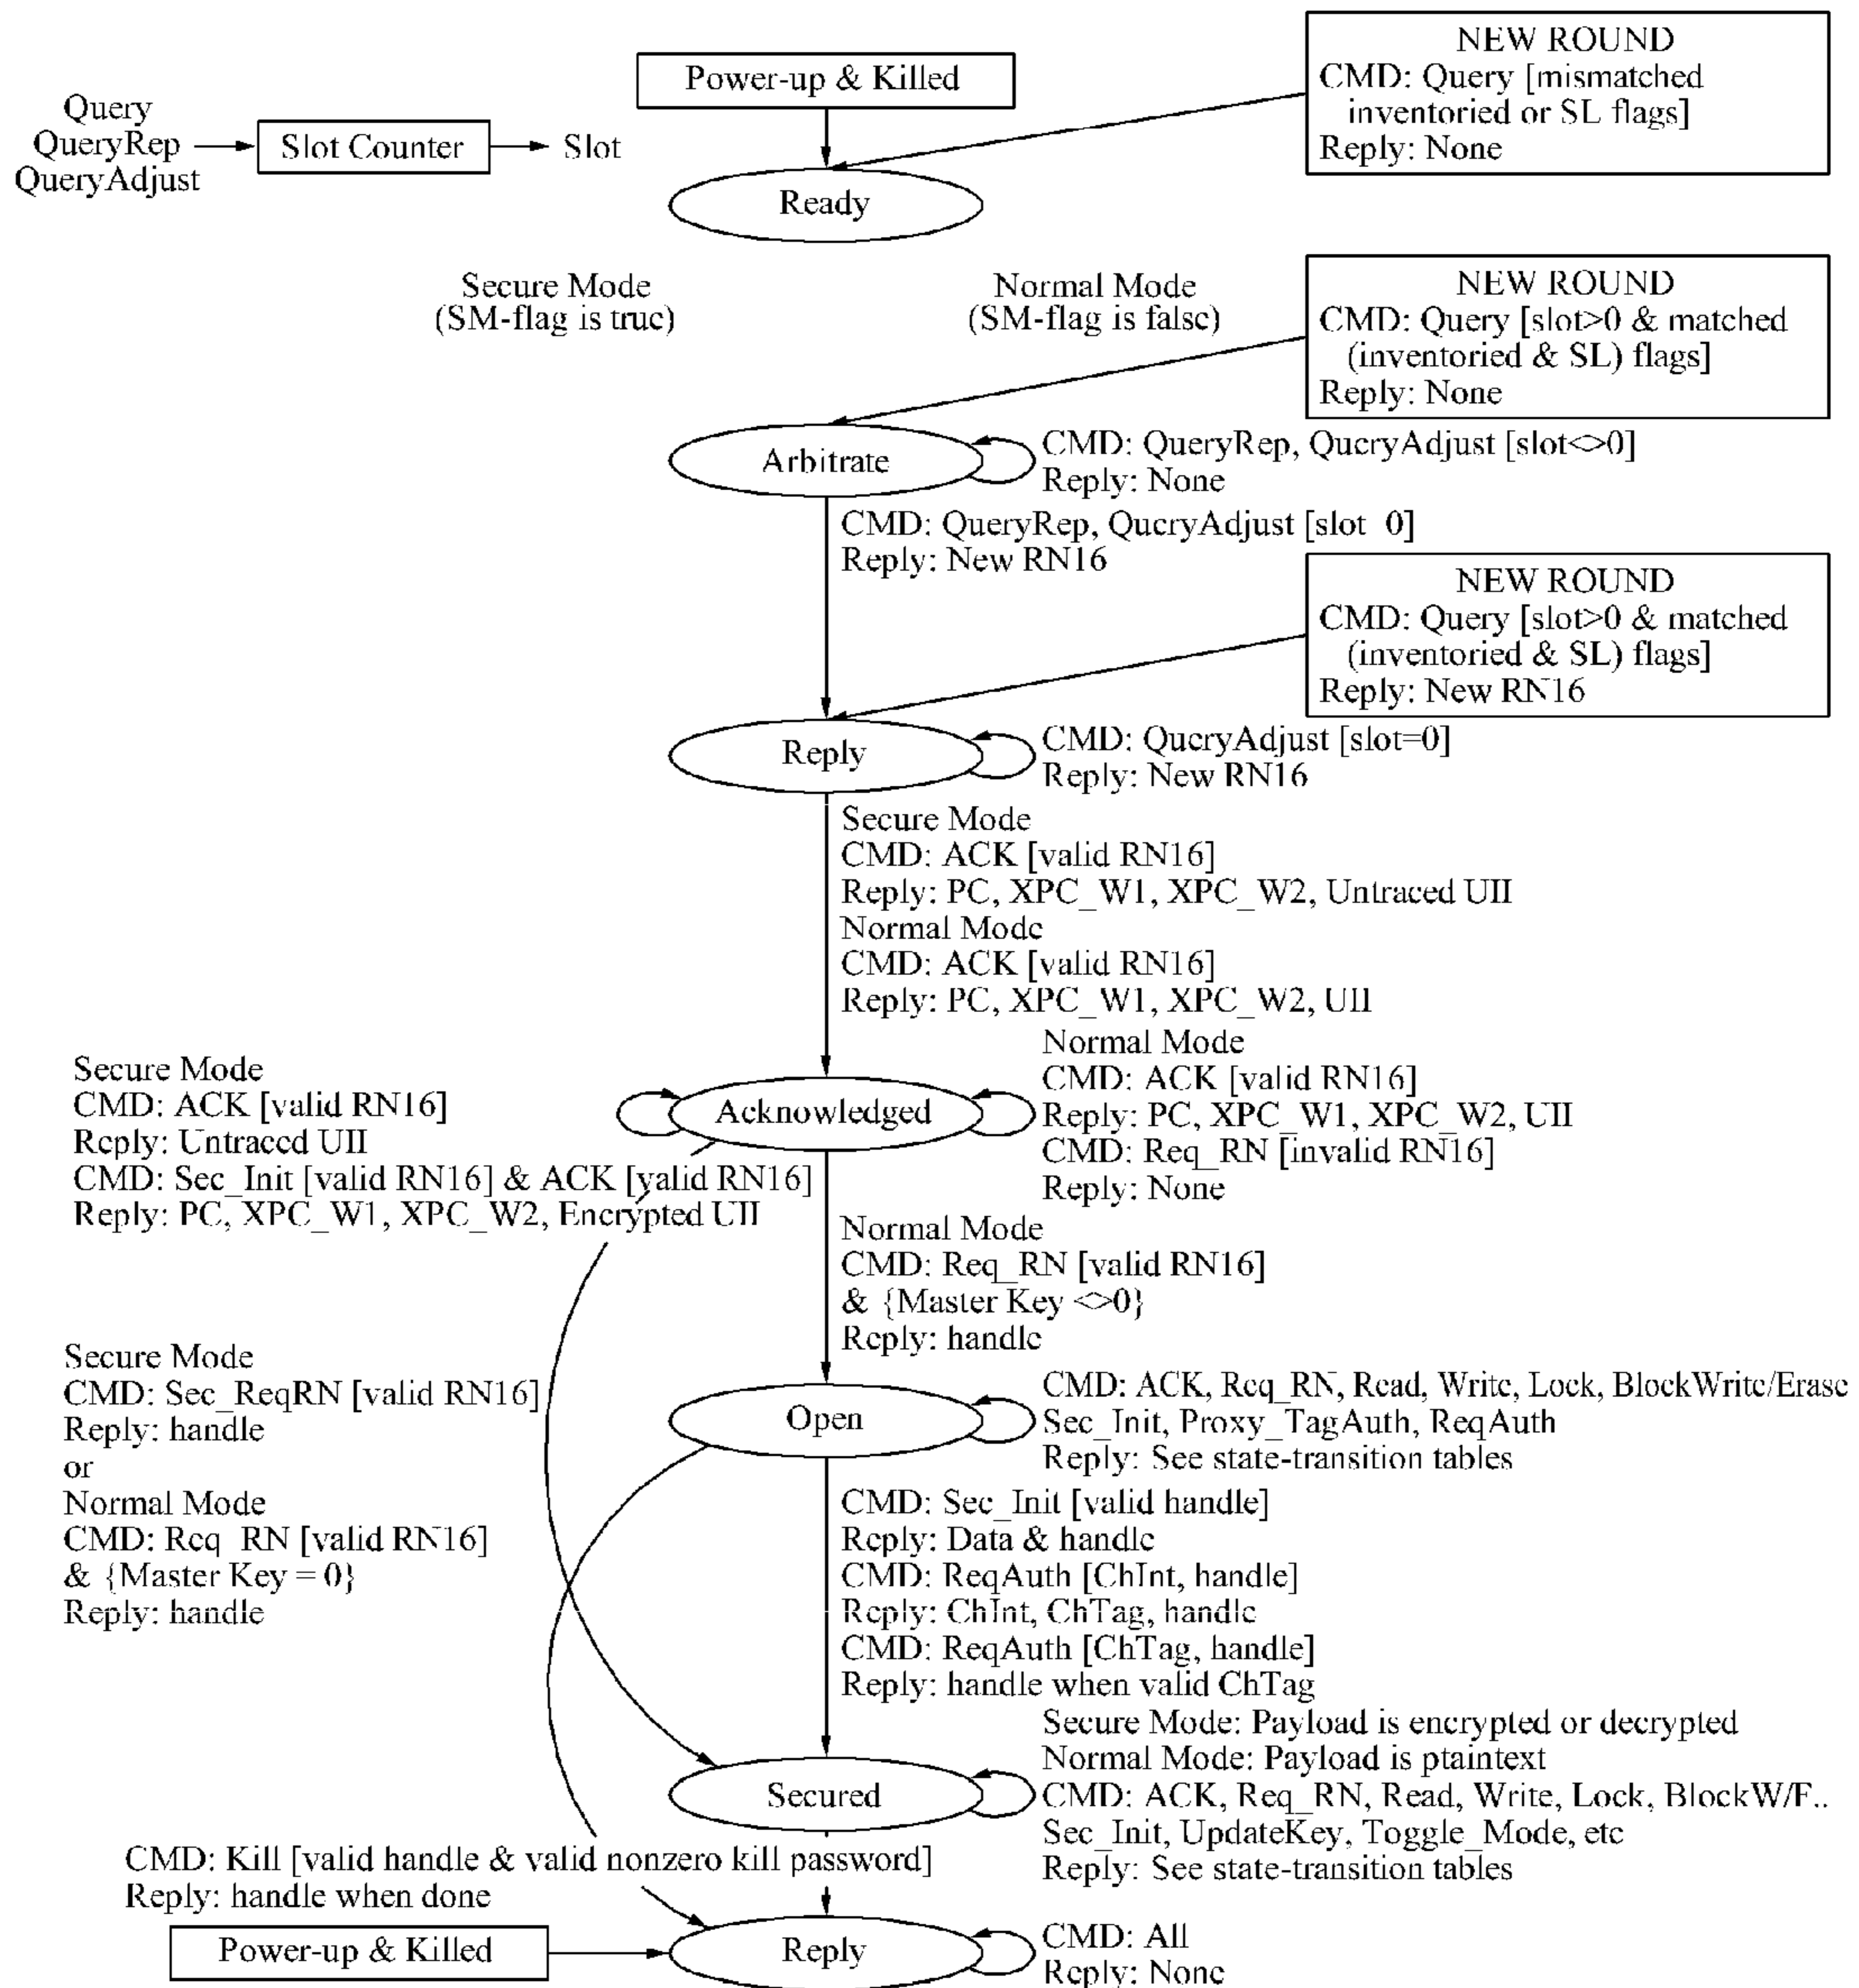 Query
QueryRep
QueryAdjust
Slot Counter
Slot
Power-up & Killed
NEW ROUND
CMD: Query [mismatched
inventoried or SL flags]
Reply: None
Ready
Secure Mode
(SM-flag is true)
Normal Mode
(SM-flag is false)
NEW ROUND
CMD: Query [slot>0 & matched
(inventoried & SL) flags]
Reply: None
Arbitrate
CMD: QueryRep, QueryAdjust [slot<>0]
Reply: None
CMD: QueryRep, QueryAdjust [slot 0]
Reply: New RN16
NEW ROUND
CMD: Query [slot>0 & matched
(inventoried & SL) flags]
Reply: New RN16
Reply
CMD: QueryAdjust [slot=0]
Reply: New RN16
Secure Mode
CMD: ACK [valid RN16]
Reply: PC, XPC_W1, XPC_W2, Untraced UII
Normal Mode
CMD: ACK [valid RN16]
Reply: PC, XPC_W1, XPC_W2, UII
Secure Mode
CMD: ACK [valid RN16]
Reply: Untraced UII
CMD: Sec_Init [valid RN16] & ACK [valid RN16]
Reply: PC, XPC_W1, XPC_W2, Encrypted UII
Acknowledged
Normal Mode
CMD: ACK [valid RN16]
Reply: PC, XPC_W1, XPC_W2, UII
CMD: Req_RN [invalid RN16]
Reply: None
Normal Mode
CMD: Req_RN [valid RN16]
& {Master Key <>0}
Reply: handle
Secure Mode
CMD: Sec_ReqRN [valid RN16]
Reply: handle
or
Normal Mode
CMD: Req_RN [valid RN16]
& {Master Key = 0}
Reply: handle
Open
CMD: ACK, Req_RN, Read, Write, Lock, BlockWrite/Erase
Sec_Init, Proxy_TagAuth, ReqAuth
Reply: See state-transition tables
CMD: Sec_Init [valid handle]
Reply: Data & handle
CMD: ReqAuth [ChInt, handle]
Reply: ChInt, ChTag, handle
CMD: ReqAuth [ChTag, handle]
Reply: handle when valid ChTag
Secured
Secure Mode: Payload is encrypted or decrypted
Normal Mode: Payload is ptaintext
CMD: ACK, Req_RN, Read, Write, Lock, BlockW/F..
Sec_Init, UpdateKey, Toggle_Mode, etc
Reply: See state-transition tables
CMD: Kill [valid handle & valid nonzero kill password]
Reply: handle when done
Power-up & Killed
Reply
CMD: All
Reply: None